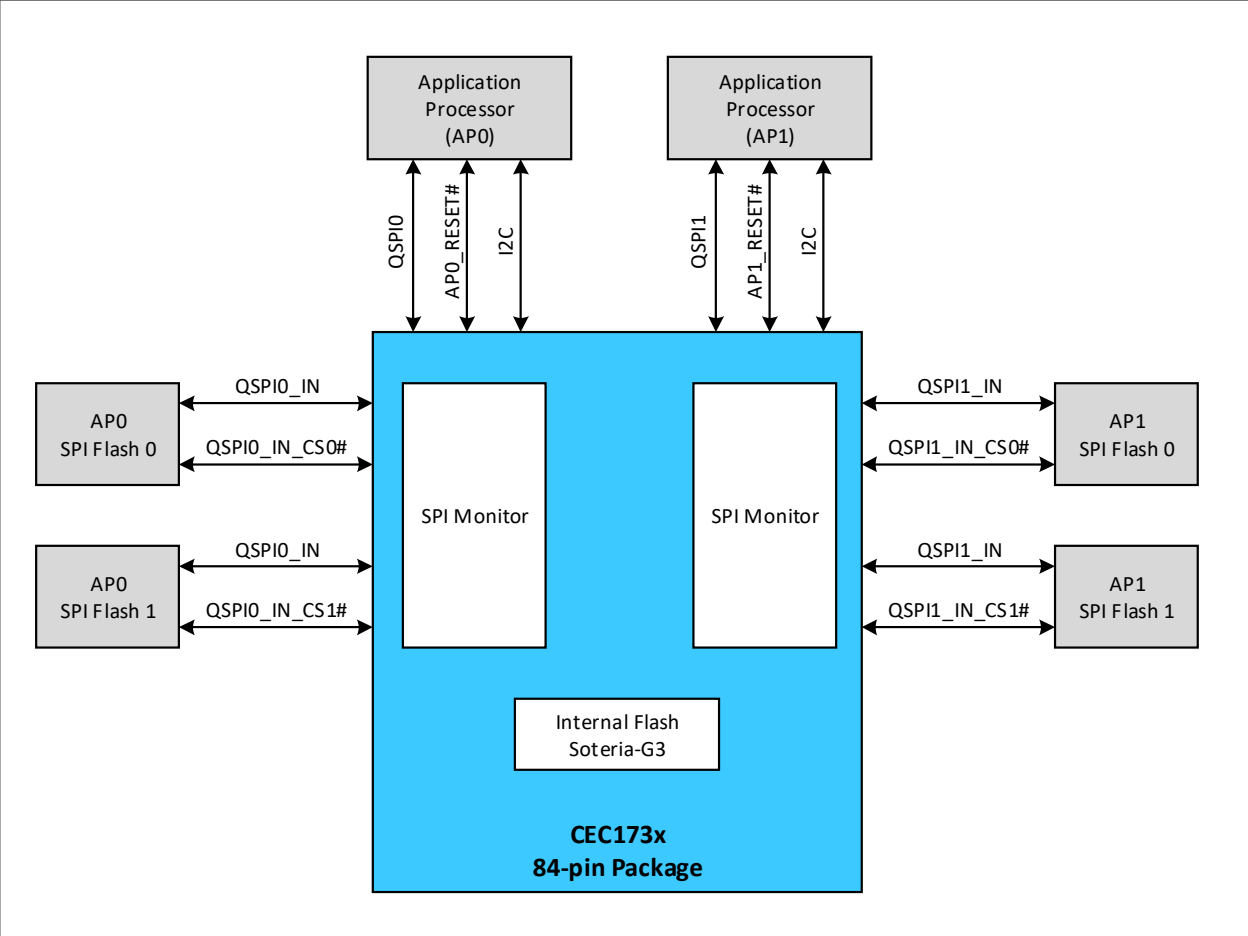 Application
Processor
(AP0)
Application
Processor
(AP1)
QSPI0
AP0_RESET#
I2C
QSPI1
AP1_RESET#
I2C
AP0
SPI Flash 0
QSPI0_IN
QSPI0_IN_CS0#
AP0
SPI Flash 1
QSPI0_IN
QSPI0_IN_CS1#
SPI Monitor
SPI Monitor
QSPI1_IN
QSPI1_IN_CS0#
AP1
SPI Flash 0
QSPI1_IN
QSPI1_IN_CS1#
AP1
SPI Flash 1
Internal Flash
Soteria-G3
CEC173x
84-pin Package